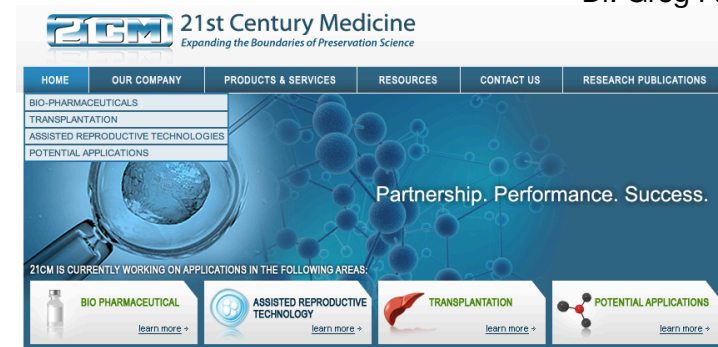 Dr. Greg
21CM
21st Century Medicine
Expanding the Boundaries of Preservation Science
HOME OUR COMPANY PRODUCTS & SERVICES RESOURCES CONTACT US RESEARCH PUBLICATIONS
BIO-PHARMACEUTICALS
TRANSPLANTATION
ASSISTED REPRODUCTIVE TECHNOLOGIES
POTENTIAL APPLICATIONS
Partnership. Performance. Success.
21CM IS CURRENTLY WORKING ON APPLICATIONS IN THE FOLLOWING AREAS:
BIO PHARMACEUTICAL
learn more
ASSISTED REPRODUCTIVE
TECHNOLOGY
learn more
TRANSPLANTATION
learn more
POTENTIAL APPLICATIONS
learn more